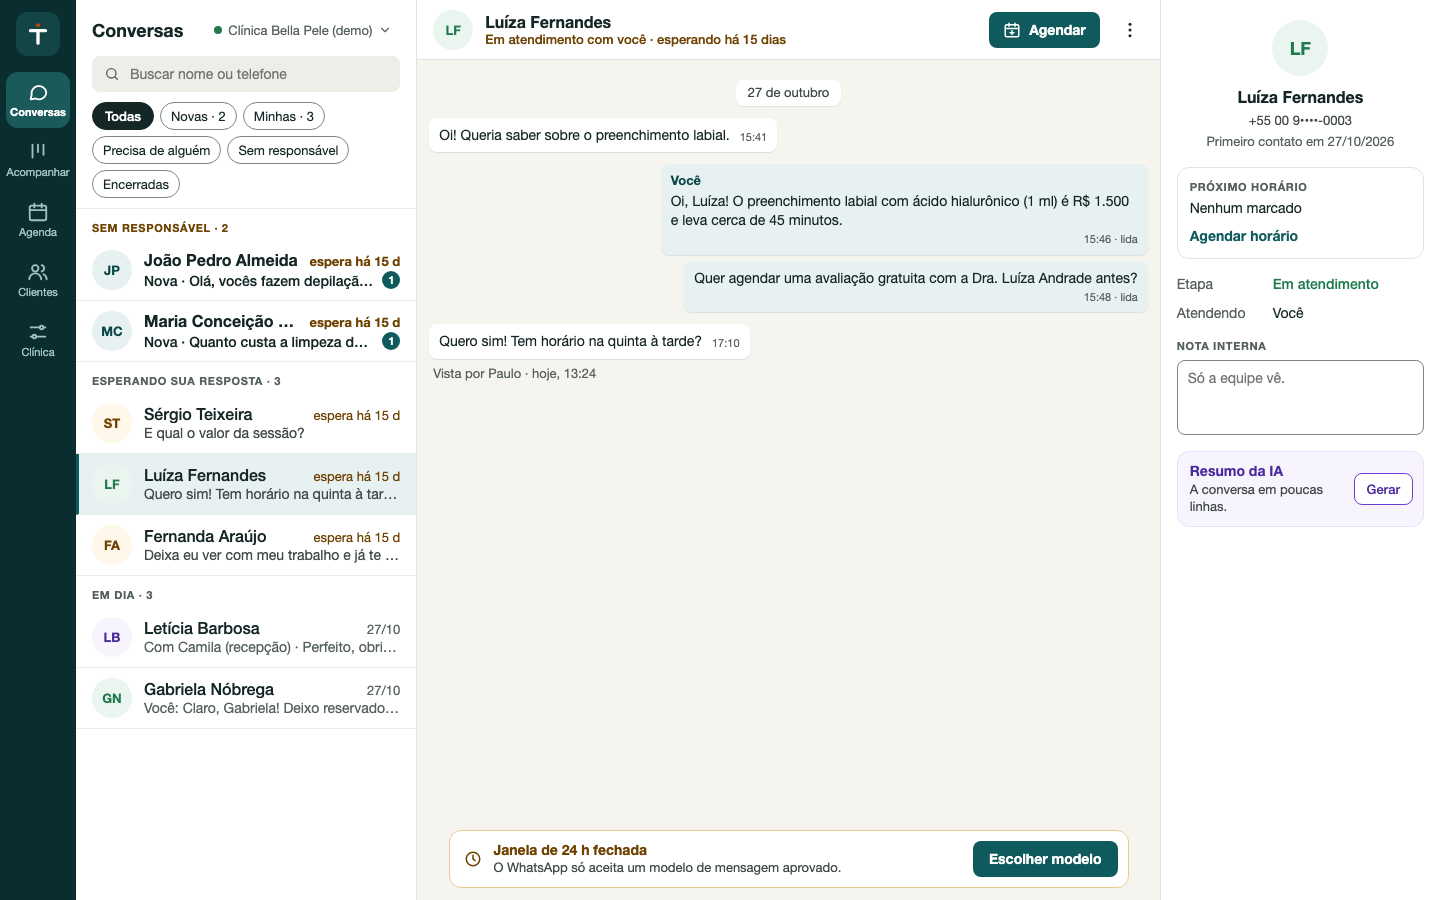 Conversas
Acompanhar
Agenda
Clientes
Clínica
Conversas
Clínica Bella Pele (demo)
Buscar nome ou telefone
Todas
Novas · 2
Minhas · 3
Precisa de alguém
Sem responsável
Encerradas
SEM RESPONSÁVEL · 2
JP
João Pedro Almeida
espera há 15 d
Nova · Olá, vocês fazem depilaçã...
1
MC
Maria Conceição ...
espera há 15 d
Nova · Quanto custa a limpeza d...
1
ESPERANDO SUA RESPOSTA · 3
ST
Sérgio Teixeira
espera há 15 d
E qual o valor da sessão?
LF
Luíza Fernandes
espera há 15 d
Quero sim! Tem horário na quinta à tar...
FA
Fernanda Araújo
espera há 15 d
Deixa eu ver com meu trabalho e já te ...
EM DIA · 3
LB
Letícia Barbosa
27/10
Com Camila (recepção) · Perfeito, obri...
GN
Gabriela Nóbrega
27/10
Você: Claro, Gabriela! Deixo reservado...
LF
Luíza Fernandes
Em atendimento com você · esperando há 15 dias
Agendar
27 de outubro
Oi! Queria saber sobre o preenchimento labial. 15:41
Você
Oi, Luíza! O preenchimento labial com ácido hialurônico (1 ml) é R$ 1.500
e leva cerca de 45 minutos.
15:46 · lida
Quer agendar uma avaliação gratuita com a Dra. Luíza Andrade antes?
15:48 · lida
Quero sim! Tem horário na quinta à tarde? 17:10
Vista por Paulo · hoje, 13:24
Janela de 24 h fechada
O WhatsApp só aceita um modelo de mensagem aprovado.
Escolher modelo
LF
Luíza Fernandes
+55 00 9••••-0003
Primeiro contato em 27/10/2026
PRÓXIMO HORÁRIO
Nenhum marcado
Agendar horário
Etapa Em atendimento
Atendendo Você
NOTA INTERNA
Só a equipe vê.
Resumo da IA
A conversa em poucas
linhas.
Gerar